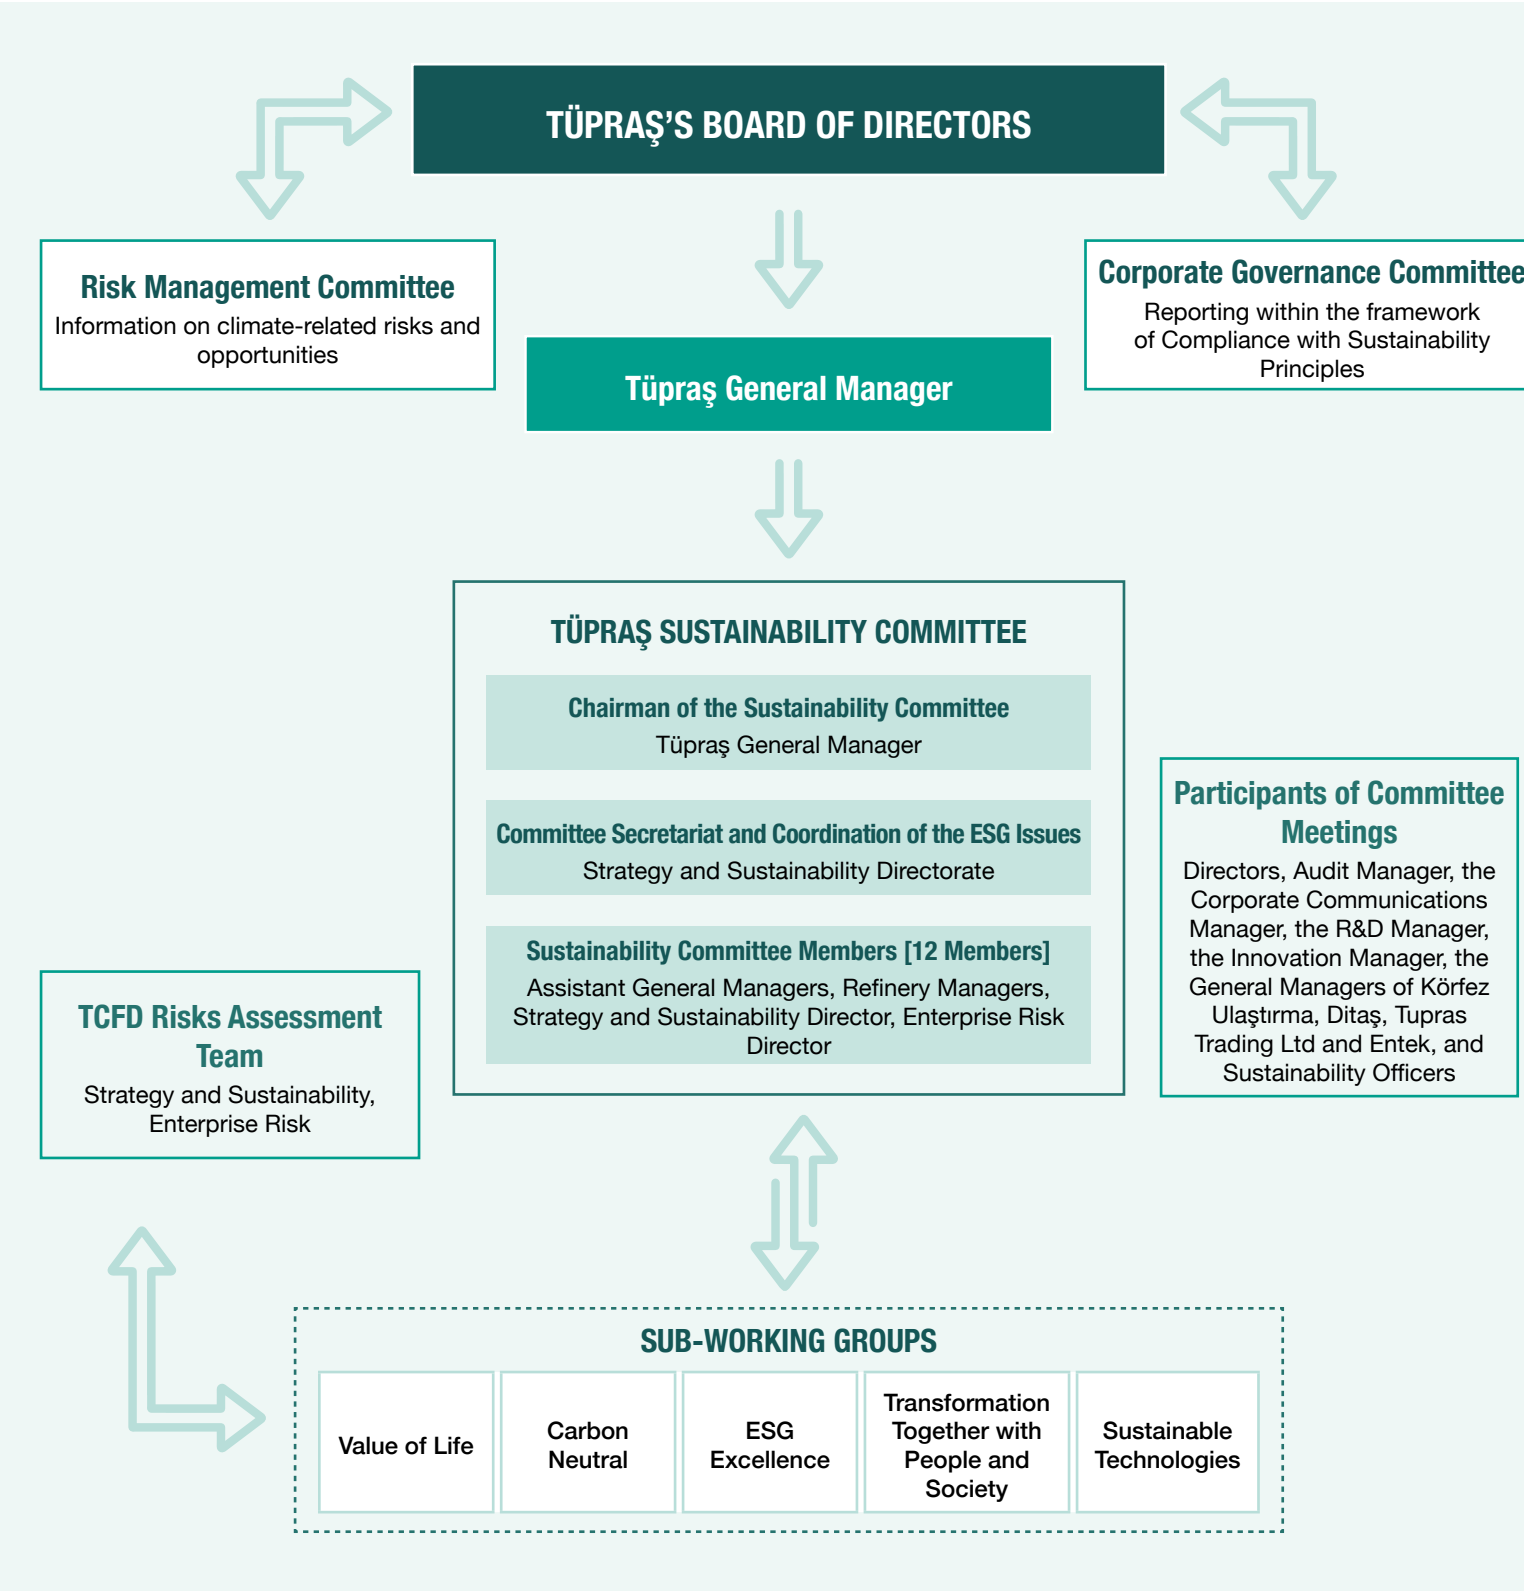 TÜPRAŞ'S BOARD OF DIRECTORS
Risk Management Committee
Information on climate-related risks and
opportunities
Corporate Governance Committee
Reporting within the framework
of Compliance with Sustainability
Principles
Tüpraş General Manager
TÜPRAŞ SUSTAINABILITY COMMITTEE
Chairman of the Sustainability Committee
Tüpraş General Manager
Committee Secretariat and Coordination of the ESG Issues
Strategy and Sustainability Directorate
Sustainability Committee Members [12 Members]
Assistant General Managers, Refinery Managers,
Strategy and Sustainability Director, Enterprise Risk
Director
Participants of Committee
Meetings
Directors, Audit Manager, the
Corporate Communications
Manager, the R&D Manager,
the Innovation Manager, the
General Managers of Körfez
Ulaştırma, Ditaş, Tupras
Trading Ltd and Entek, and
Sustainability Officers
TCFD Risks Assessment
Team
Strategy and Sustainability,
Enterprise Risk
SUB-WORKING GROUPS
Value of Life
Carbon
Neutral
ESG
Excellence
Transformation
Together with
People and
Society
Sustainable
Technologies